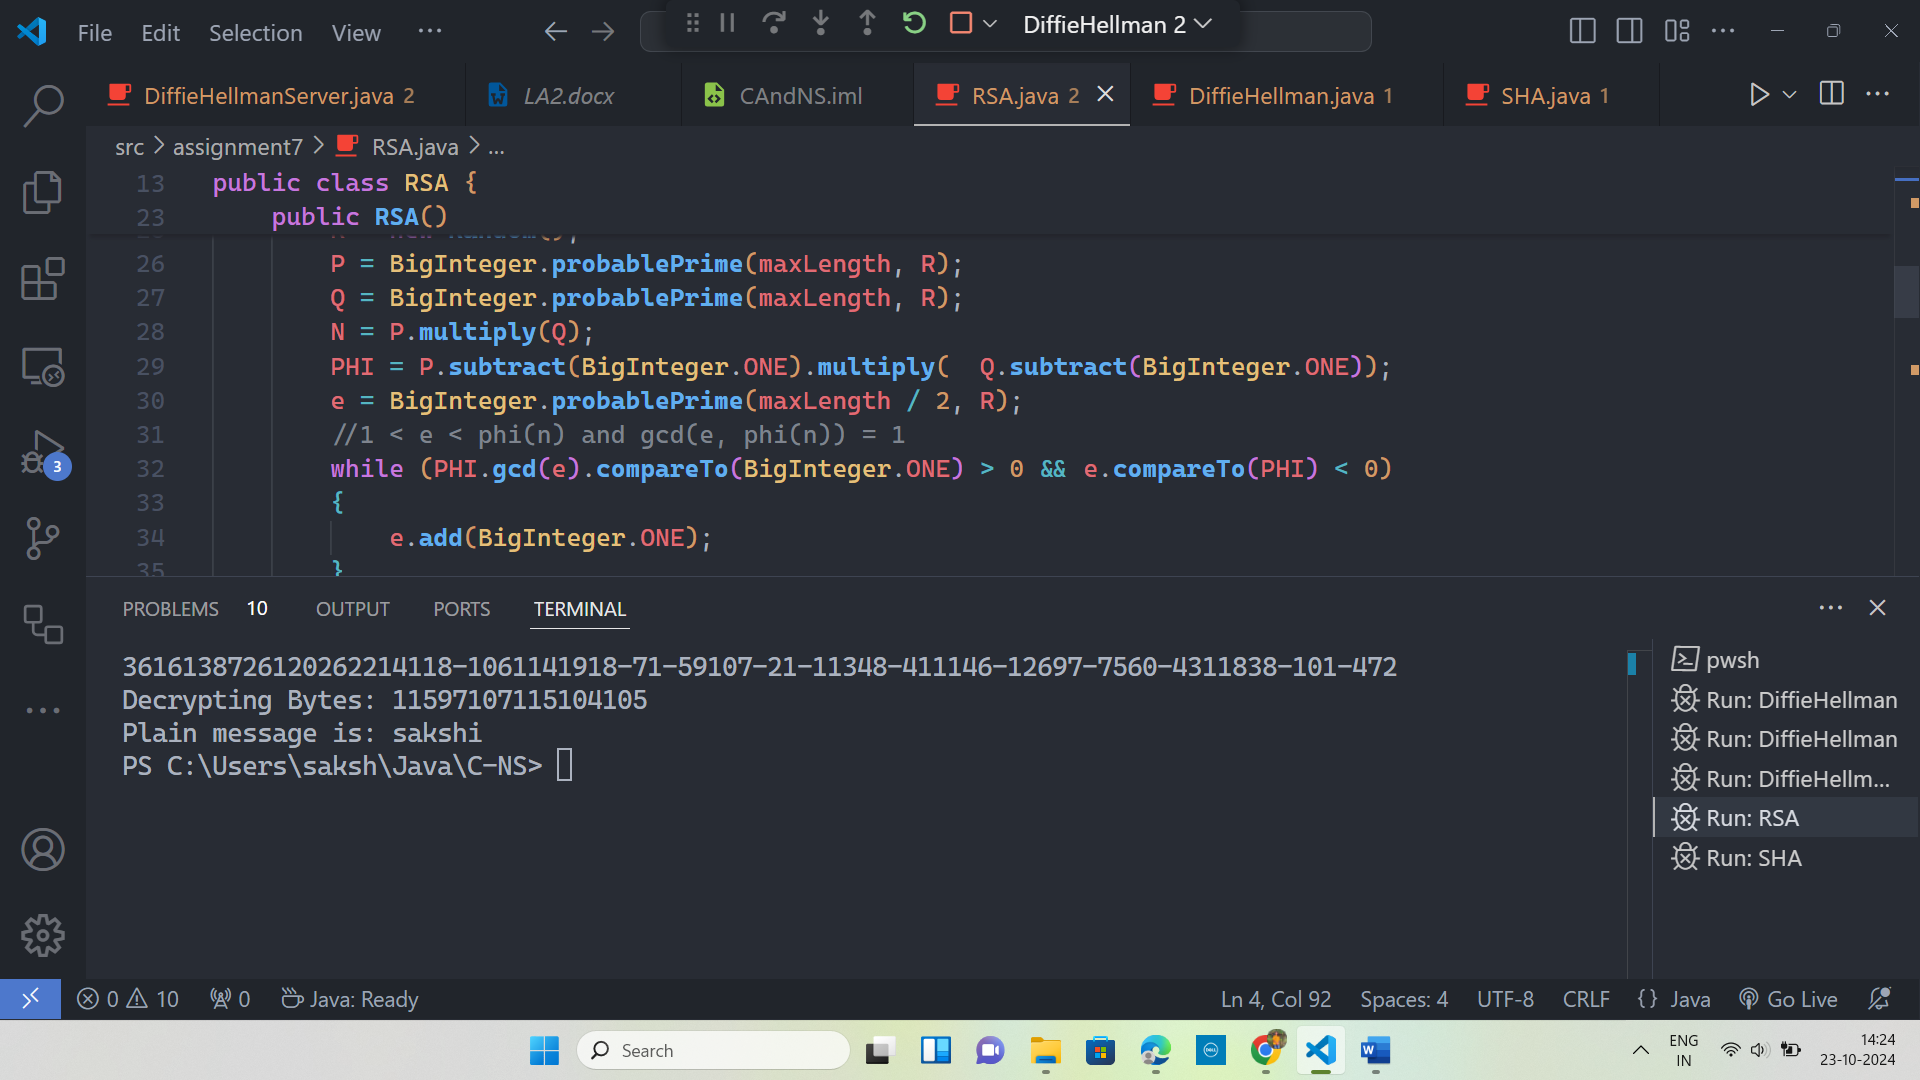 File Edit Selection View ··· DiffieHellman 2
DiffieHellmanServer.java 2 LA2.docx CAndNS.iml RSA.java 2 DiffieHellman.java 1 SHA.java 1
src > assignment7 > RSA.java > ...
13 public class RSA {
23 public RSA()
26 P = BigInteger.probablePrime(maxLength, R);
27 Q = BigInteger.probablePrime(maxLength, R);
28 N = P.multiply(Q);
29 PHI = P.subtract(BigInteger.ONE).multiply(  Q.subtract(BigInteger.ONE));
30 e = BigInteger.probablePrime(maxLength / 2, R);
31 //1 < e < phi(n) and gcd(e, phi(n)) = 1
32 while (PHI.gcd(e).compareTo(BigInteger.ONE) > 0 && e.compareTo(PHI) < 0)
33 {
34 e.add(BigInteger.ONE);
35 }
PROBLEMS 10 OUTPUT PORTS TERMINAL
3616138726120262214118-1061141918-71-59107-21-11348-411146-12697-7560-4311838-101-472
Decrypting Bytes: 11597107115104105
Plain message is: sakshi
PS C:\Users\saksh\Java\C-NS>
pwsh
Run: DiffieHellman
Run: DiffieHellman
Run: DiffieHellm...
Run: RSA
Run: SHA
3
0 10 0 Java: Ready Ln 4, Col 92 Spaces: 4 UTF-8 CRLF {} Java Go Live
Search ENG IN 14:24 23-10-2024